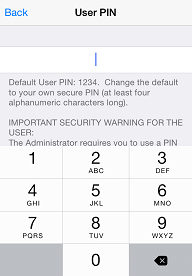 Back User PIN
Default User PIN: 1234. Change the default
to your own secure PIN (at least four
alphanumeric characters long).
IMPORTANT SECURITY WARNING FOR THE
USER:
The Administrator requires you to use a PIN
1 2 3
ABC DEF
4 5 6
GHI JKL MNO
7 8 9
PQRS TUV WXYZ
0